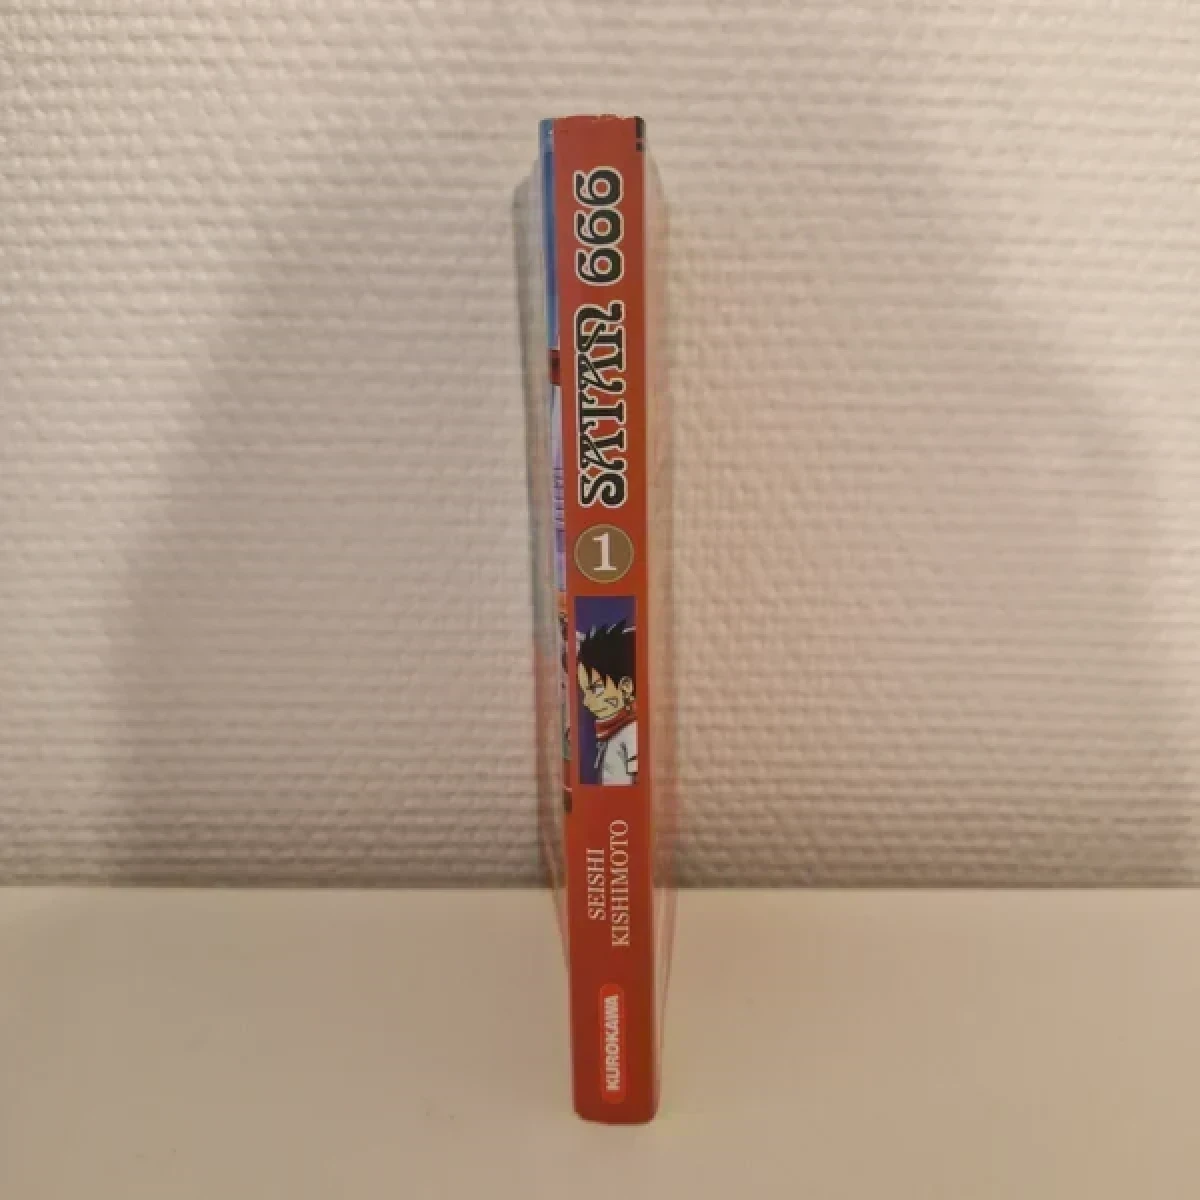 SATAN 666
1
SEISHI
KISHIMOTO
KUROKAWA